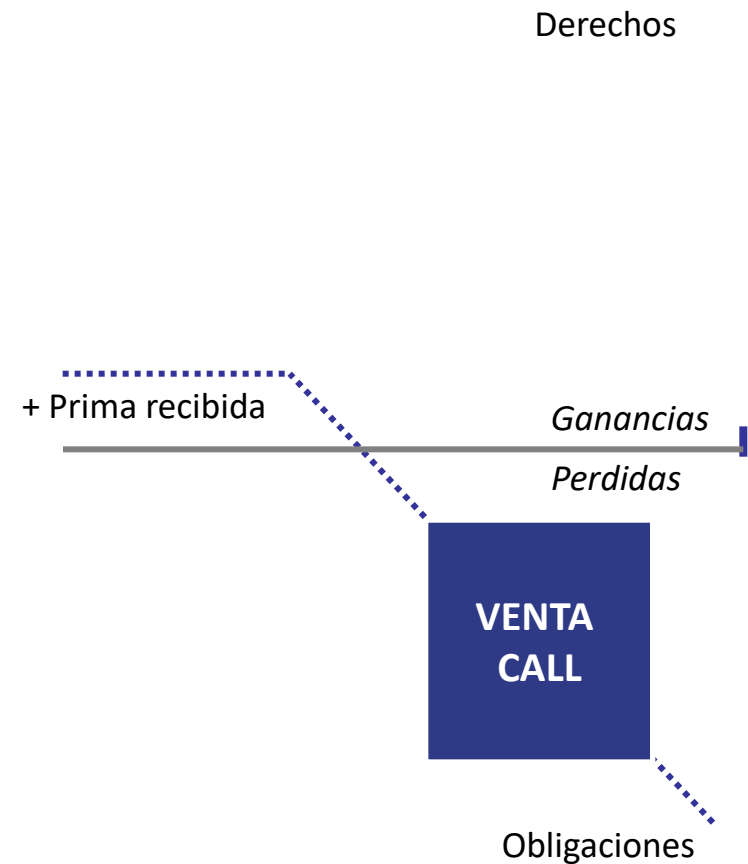 Derechos
+ Prima recibida
Ganancias
Perdidas
VENTA
CALL
Obligaciones